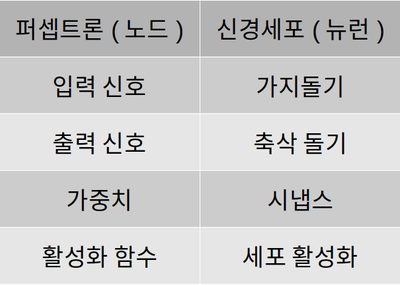 퍼셉트론 ( 노드 ) 신경세포 ( 뉴런 )
입력 신호 가지돌기
출력 신호 축삭 돌기
가중치 시냅스
활성화 함수 세포 활성화